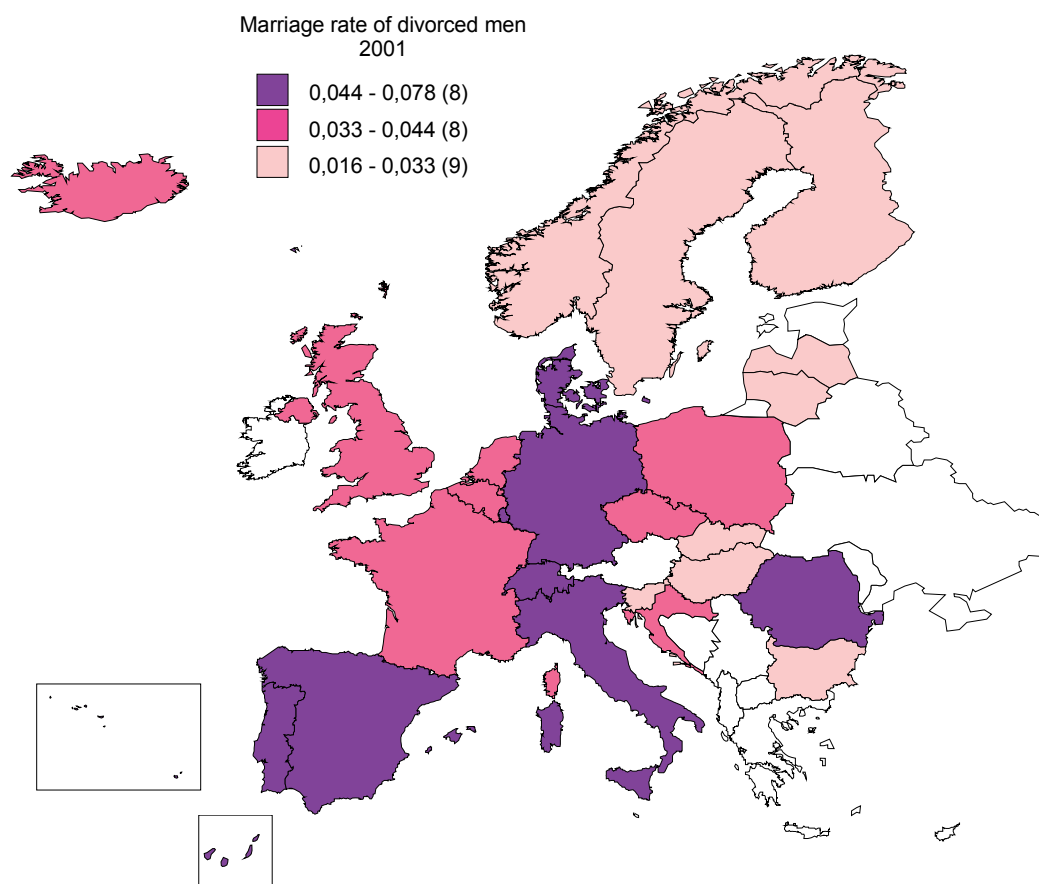 Marriage rate of divorced men
2001
0,044 - 0,078 (8)
0,033 - 0,044 (8)
0,016 - 0,033 (9)